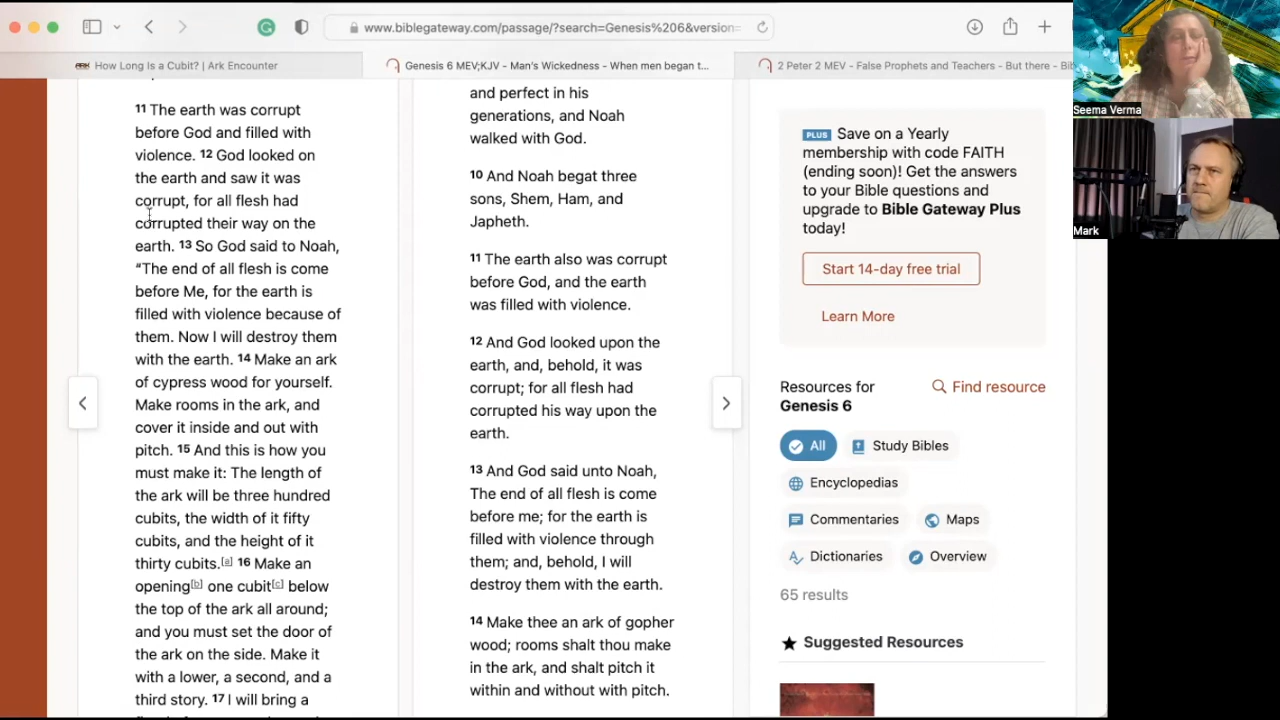 www.biblegateway.com/passage/?search=Genesis%206&version=
How Long Is a Cubit? | Ark Encounter
Genesis 6 MEV;KJV - Man's Wickedness - When men began t...
2 Peter 2 MEV - False Prophets and Teachers - But there - Bib
11 The earth was corrupt
before God and filled with
violence. 12 God looked on
the earth and saw it was
corrupt, for all flesh had
corrupted their way on the
earth. 13 So God said to Noah,
“The end of all flesh is come
before Me, for the earth is
filled with violence because of
them. Now I will destroy them
with the earth. 14 Make an ark
of cypress wood for yourself.
Make rooms in the ark, and
cover it inside and out with
pitch. 15 And this is how you
must make it: The length of
the ark will be three hundred
cubits, the width of it fifty
cubits, and the height of it
thirty cubits.[a] 16 Make an
opening[b] one cubit[c] below
the top of the ark all around;
and you must set the door of
the ark on the side. Make it
with a lower, a second, and a
third story. 17 I will bring a
and perfect in his
generations, and Noah
walked with God.
10 And Noah begat three
sons, Shem, Ham, and
Japheth.
11 The earth also was corrupt
before God, and the earth
was filled with violence.
12 And God looked upon the
earth, and, behold, it was
corrupt; for all flesh had
corrupted his way upon the
earth.
13 And God said unto Noah,
The end of all flesh is come
before me; for the earth is
filled with violence through
them; and, behold, I will
destroy them with the earth.
14 Make thee an ark of gopher
wood; rooms shalt thou make
in the ark, and shalt pitch it
within and without with pitch.
PLUS Save on a Yearly
membership with code FAITH
(ending soon)! Get the answers
to your Bible questions and
upgrade to Bible Gateway Plus
today!
Start 14-day free trial
Learn More
Resources for
Genesis 6
Find resource
All
Study Bibles
Encyclopedias
Commentaries
Maps
Dictionaries
Overview
65 results
Suggested Resources
Seema Verma
Mark